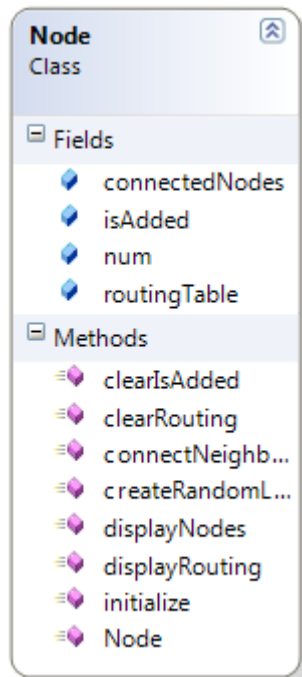 Node
Class
Fields
connectedNodes
isAdded
num
routingTable
Methods
clearIsAdded
clearRouting
connectNeighb...
createRandomL...
displayNodes
displayRouting
initialize
Node